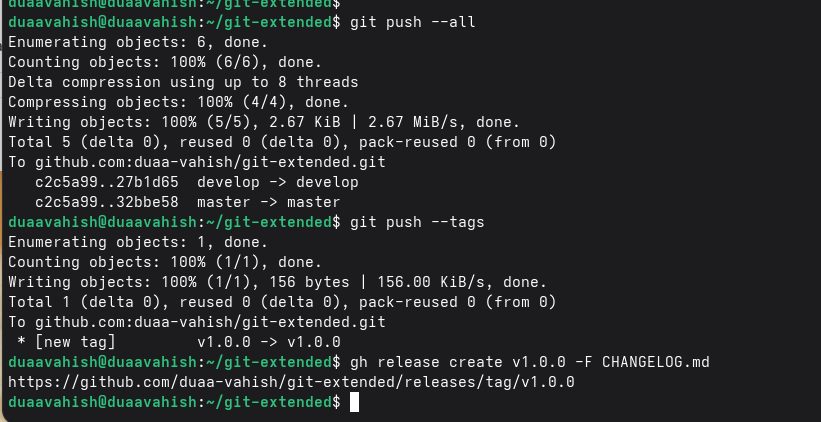 duaavahish@duaavahish:~/git-extended$
duaavahish@duaavahish:~/git-extended$ git push --all
Enumerating objects: 6, done.
Counting objects: 100% (6/6), done.
Delta compression using up to 8 threads
Compressing objects: 100% (4/4), done.
Writing objects: 100% (5/5), 2.67 KiB | 2.67 MiB/s, done.
Total 5 (delta 0), reused 0 (delta 0), pack-reused 0 (from 0)
To github.com:duaa-vahish/git-extended.git
   c2c5a99..27b1d65  develop -> develop
   c2c5a99..32bbe58  master -> master
duaavahish@duaavahish:~/git-extended$ git push --tags
Enumerating objects: 1, done.
Counting objects: 100% (1/1), done.
Writing objects: 100% (1/1), 156 bytes | 156.00 KiB/s, done.
Total 1 (delta 0), reused 0 (delta 0), pack-reused 0 (from 0)
To github.com:duaa-vahish/git-extended.git
 * [new tag]         v1.0.0 -> v1.0.0
duaavahish@duaavahish:~/git-extended$ gh release create v1.0.0 -F CHANGELOG.md
https://github.com/duaa-vahish/git-extended/releases/tag/v1.0.0
duaavahish@duaavahish:~/git-extended$